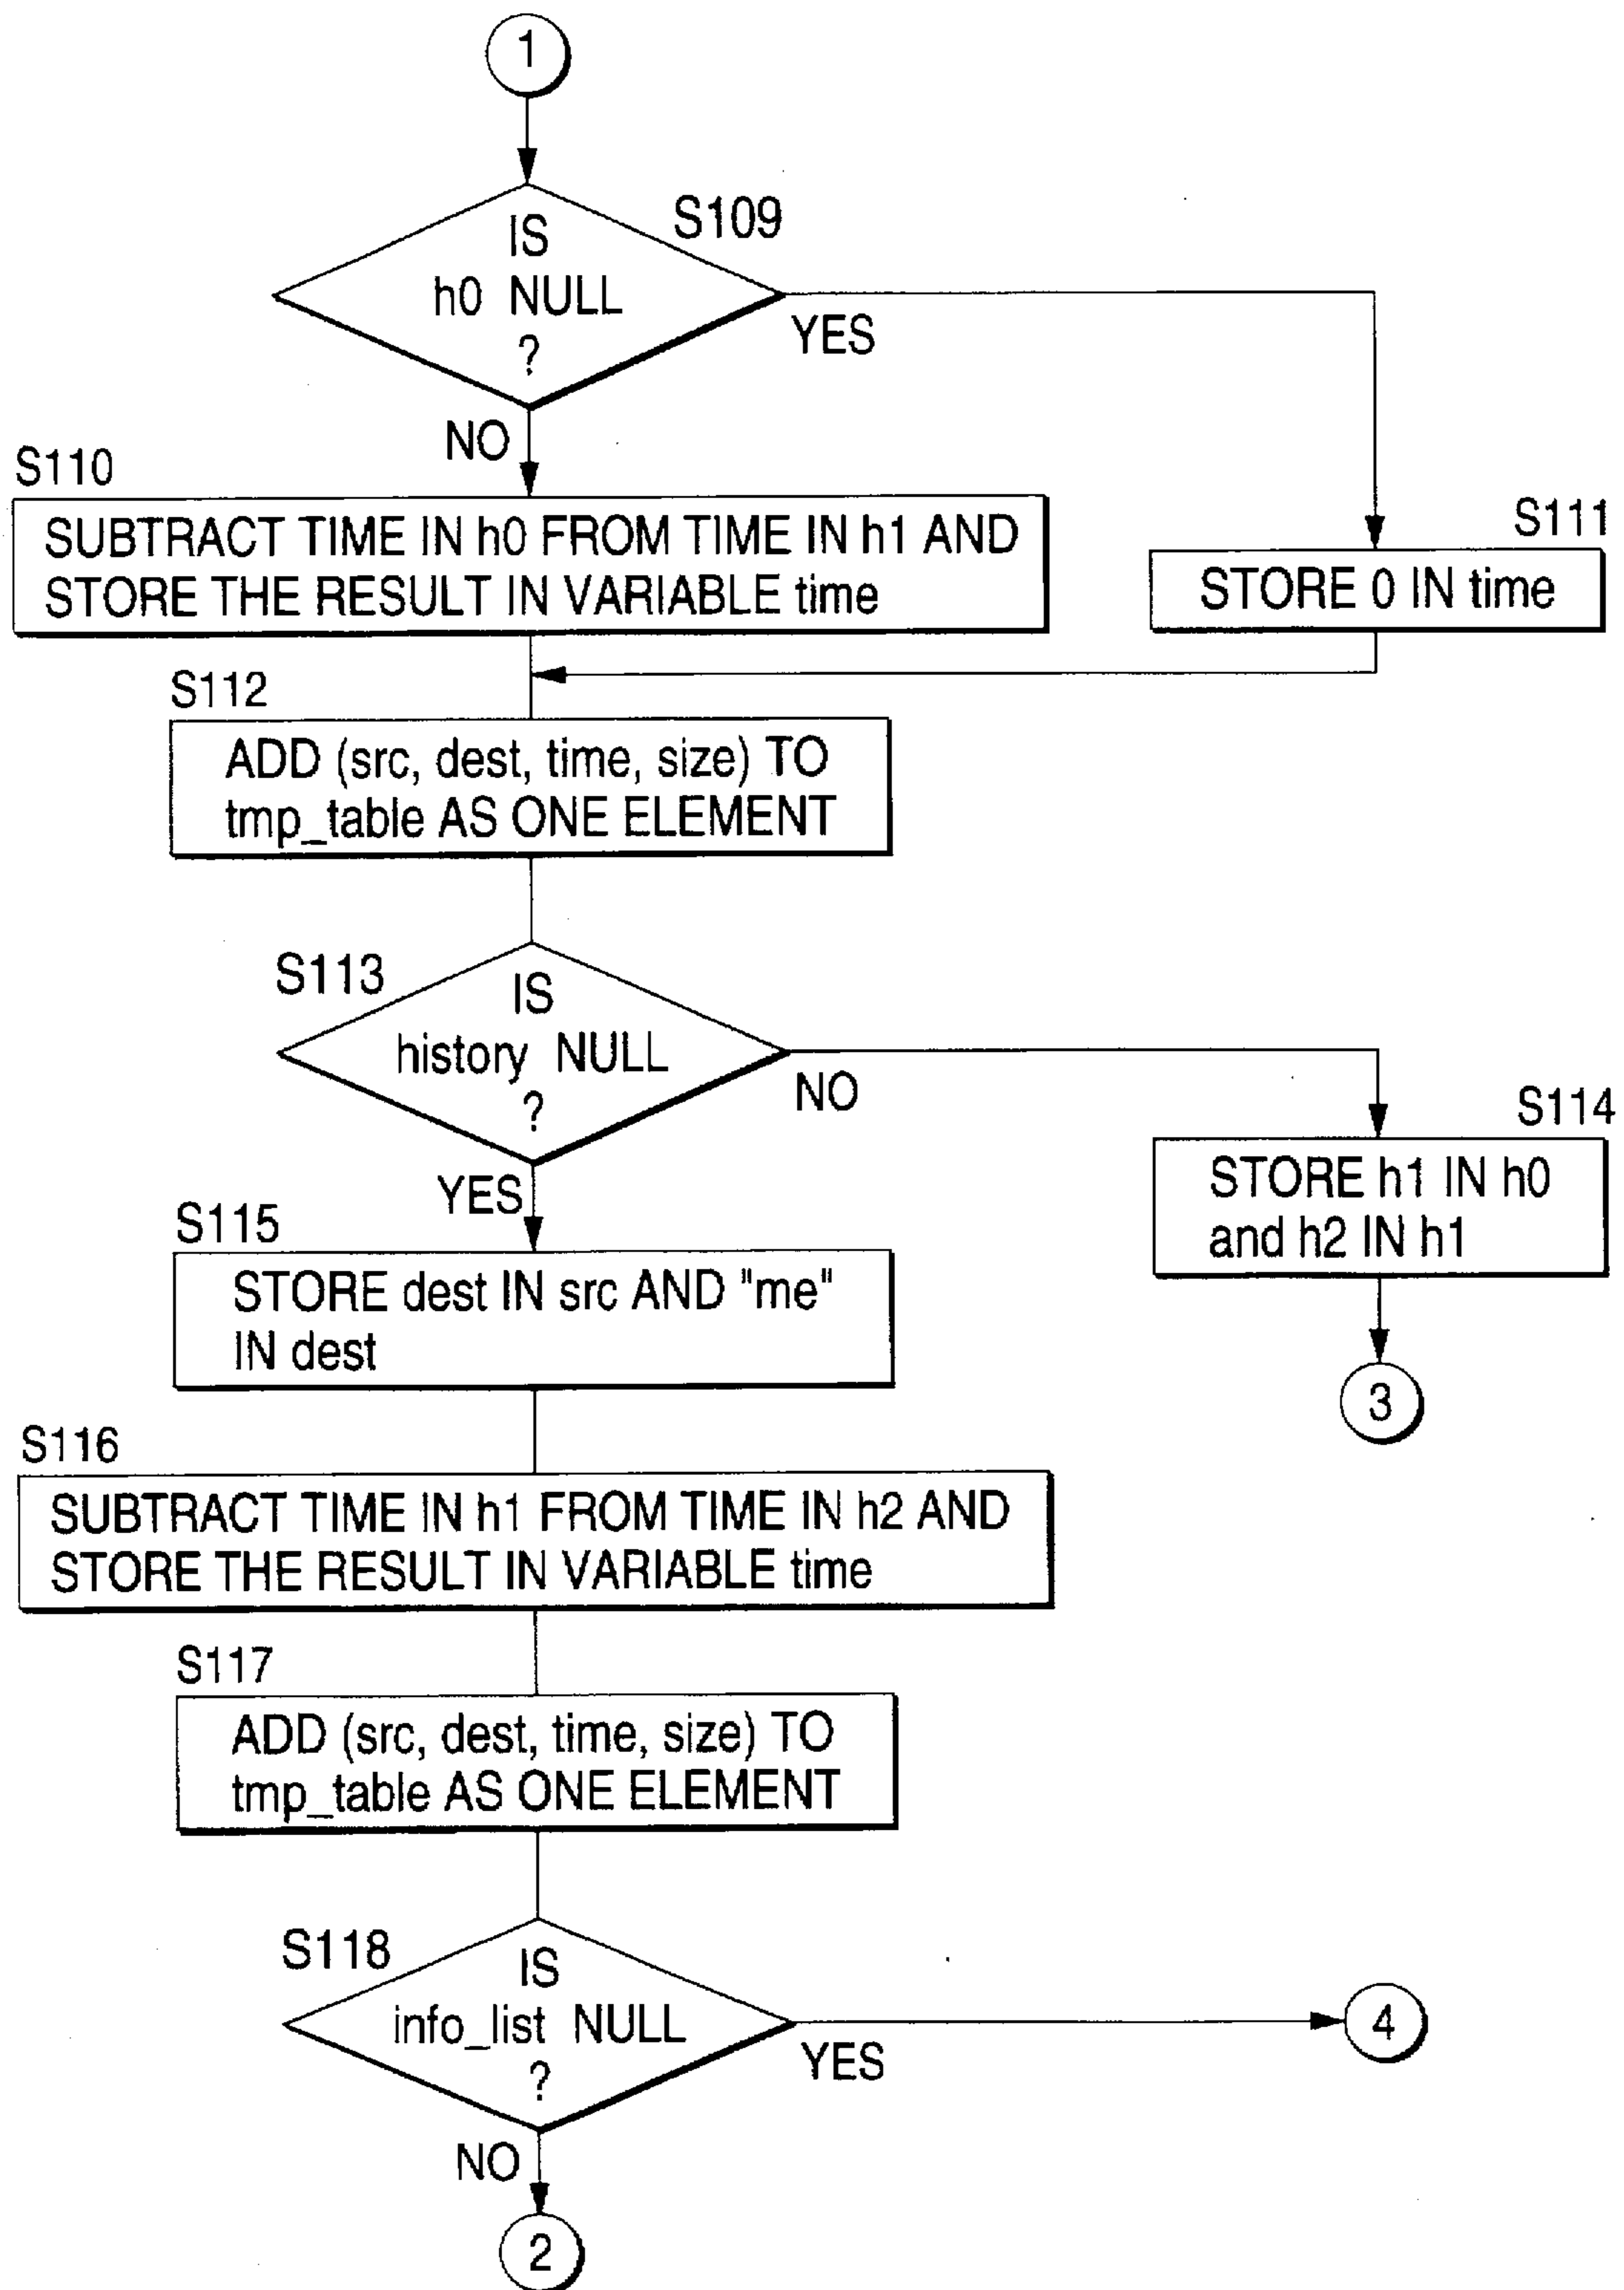 1
S109
IS
h0 NULL
?
YES
NO
S110
SUBTRACT TIME IN h0 FROM TIME IN h1 AND
STORE THE RESULT IN VARIABLE time
S111
STORE 0 IN time
S112
ADD (src, dest, time, size) TO
tmp_table AS ONE ELEMENT
S113
IS
history NULL
?
NO
YES
S114
STORE h1 IN h0
and h2 IN h1
3
S115
STORE dest IN src AND "me"
IN dest
S116
SUBTRACT TIME IN h1 FROM TIME IN h2 AND
STORE THE RESULT IN VARIABLE time
S117
ADD (src, dest, time, size) TO
tmp_table AS ONE ELEMENT
S118
IS
info_list NULL
?
YES
4
NO
2